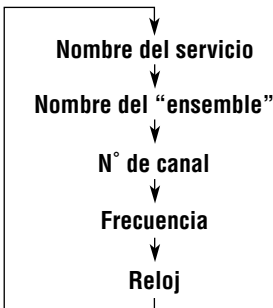 Nombre del servicio
Nombre del “ensemble”
N° de canal
Frecuencia
Reloj